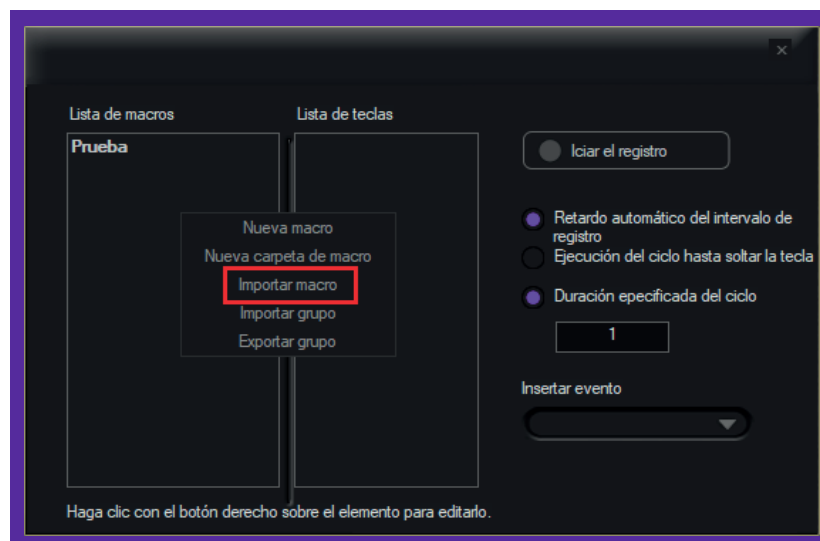 Lista de macros
Lista de teclas
Prueba
Iciar el registro
Nueva macro
Nueva carpeta de macro
Importar macro
Importar grupo
Exportar grupo
Retardo automático del intervalo de
registro
Ejecución del ciclo hasta soltar la tecla
Duración epecificada del ciclo
1
Insertar evento
Haga clic con el botón derecho sobre el elemento para editarlo.